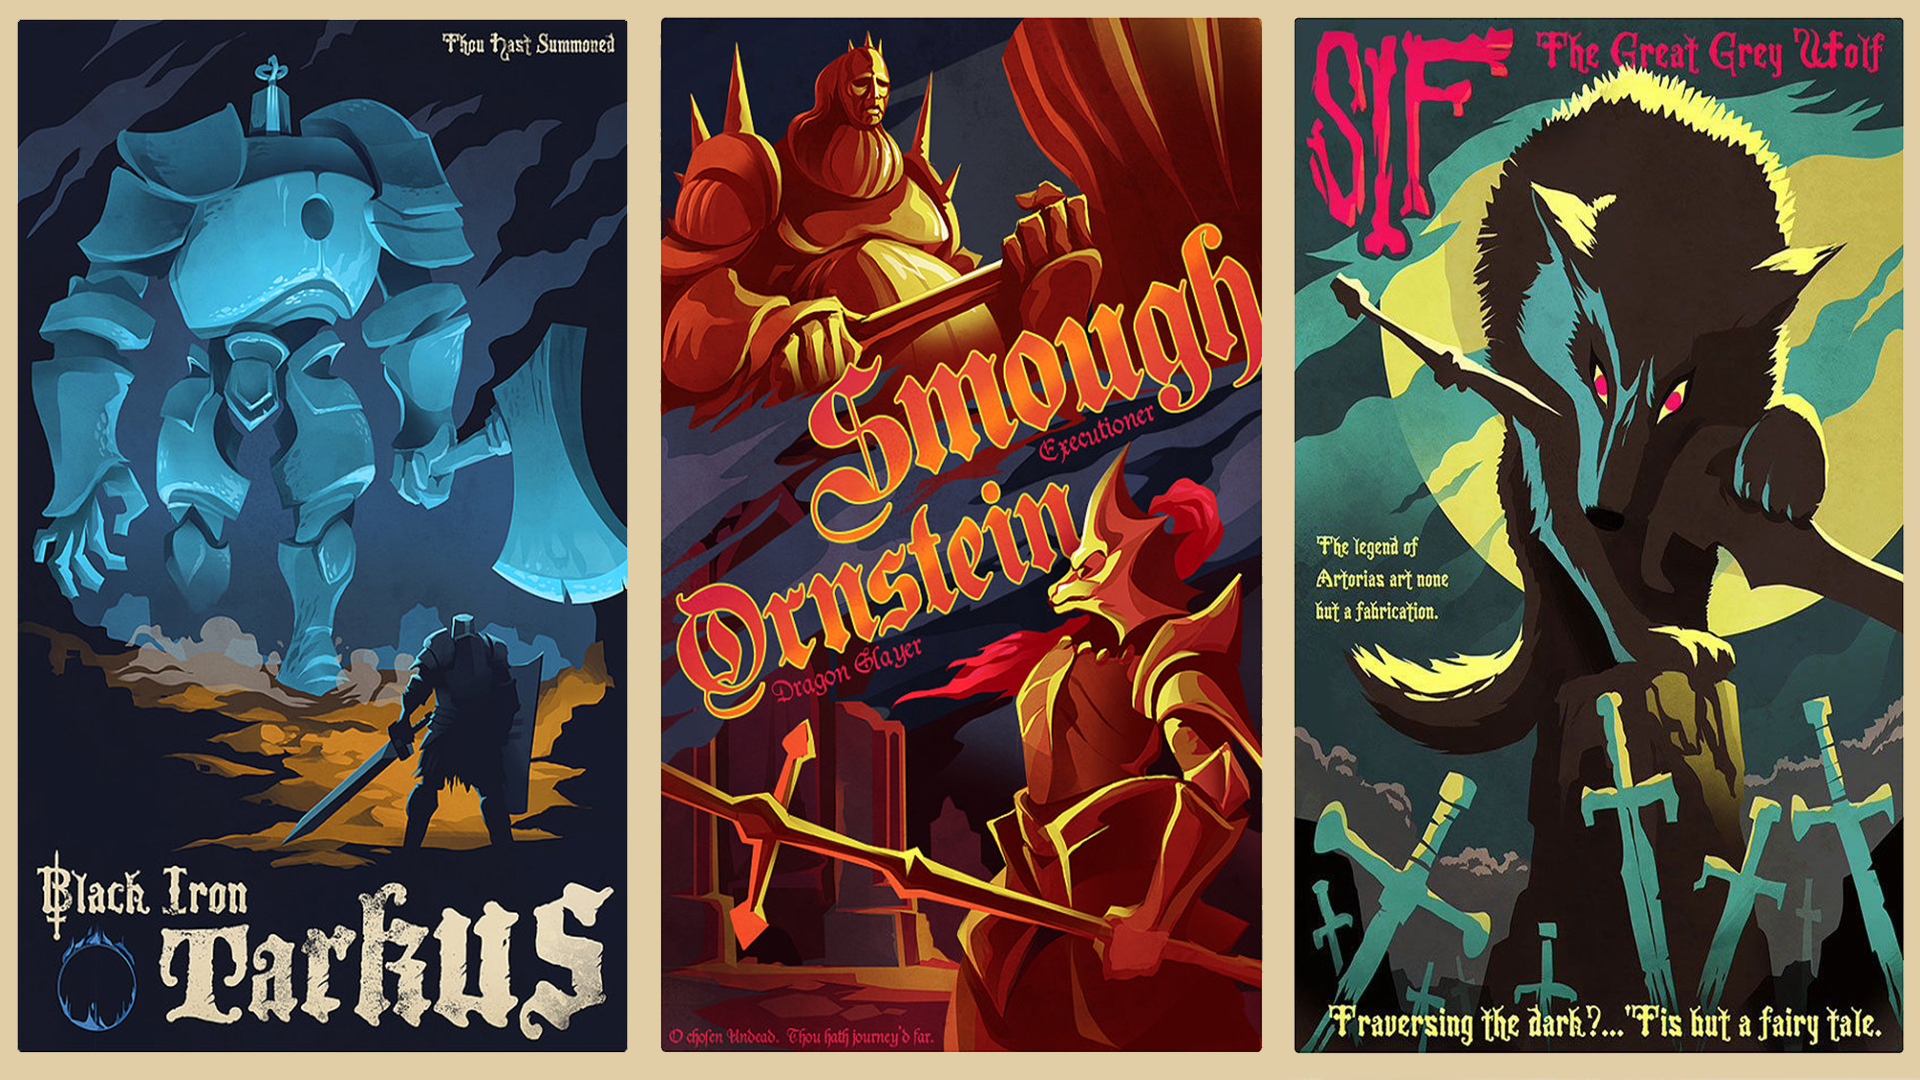 Thou Hast Summoned
Black Iron
Tarkus
Smough
Executioner
Ornstein
Dragon Slayer
O chosen Undead. Thou hath journey'd far.
SIF
The Great Grey Wolf
The legend of
Artorias art none
but a fabrication.
Traversing the dark?... 'Tis but a fairy tale.